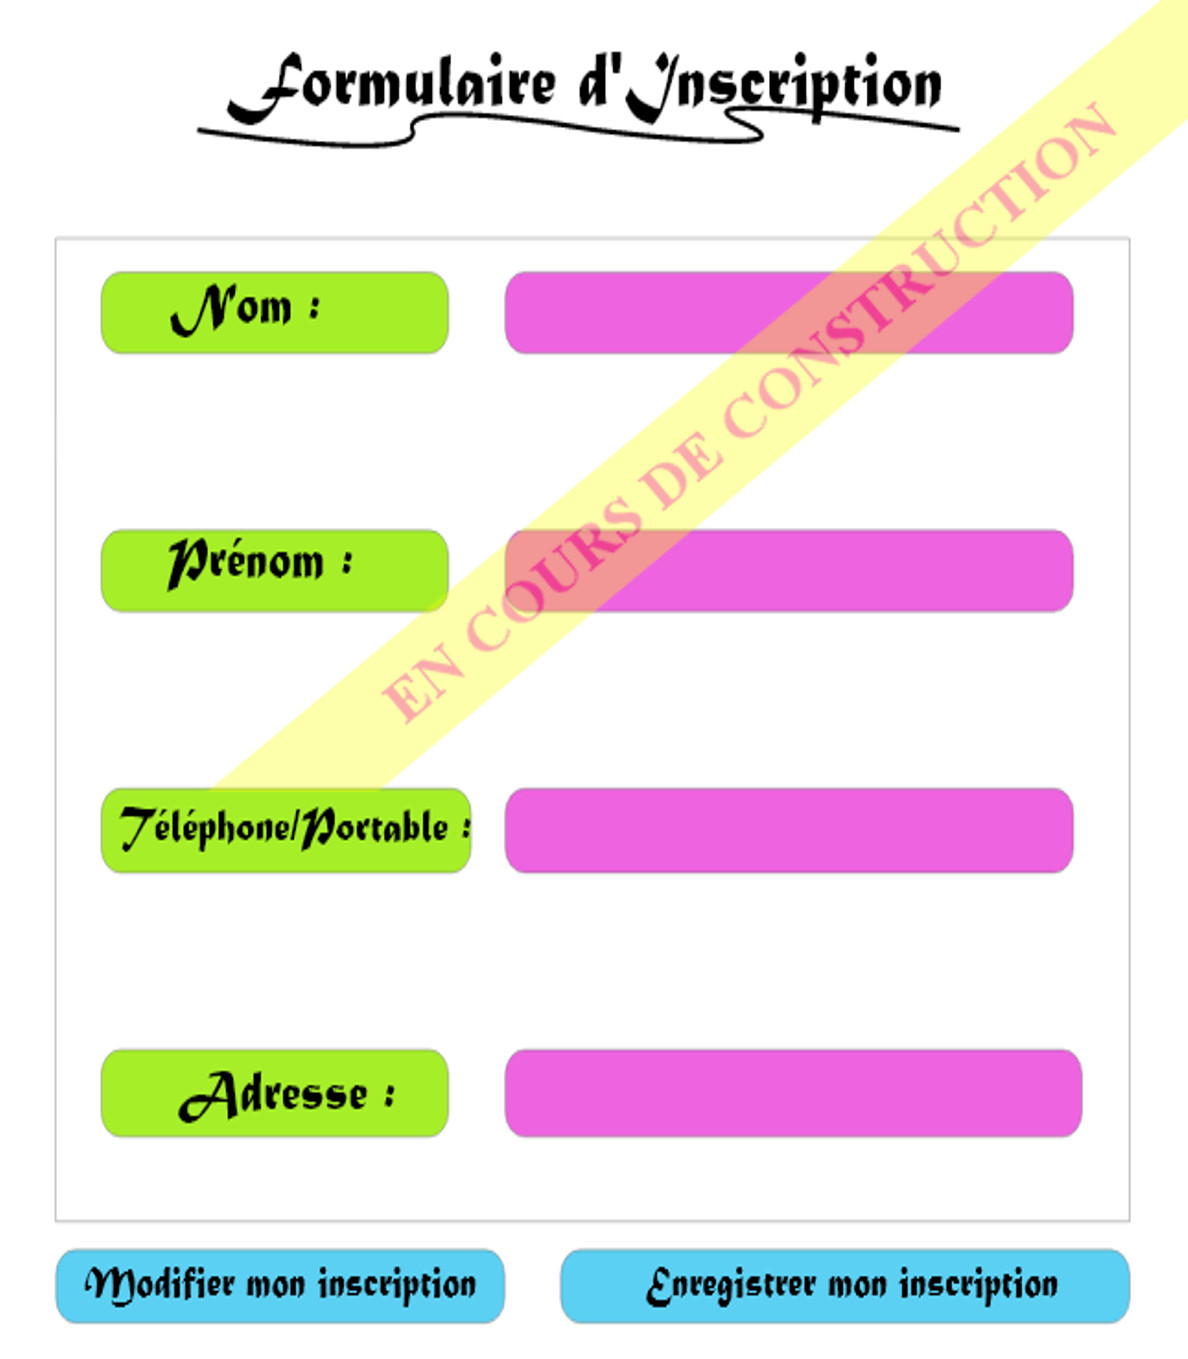 Formulaire d'Inscription
EN COURS DE CONSTRUCTION
Nom :
Prénom :
Téléphone/Portable :
Adresse :
Modifier mon inscription
Enregistrer mon inscription